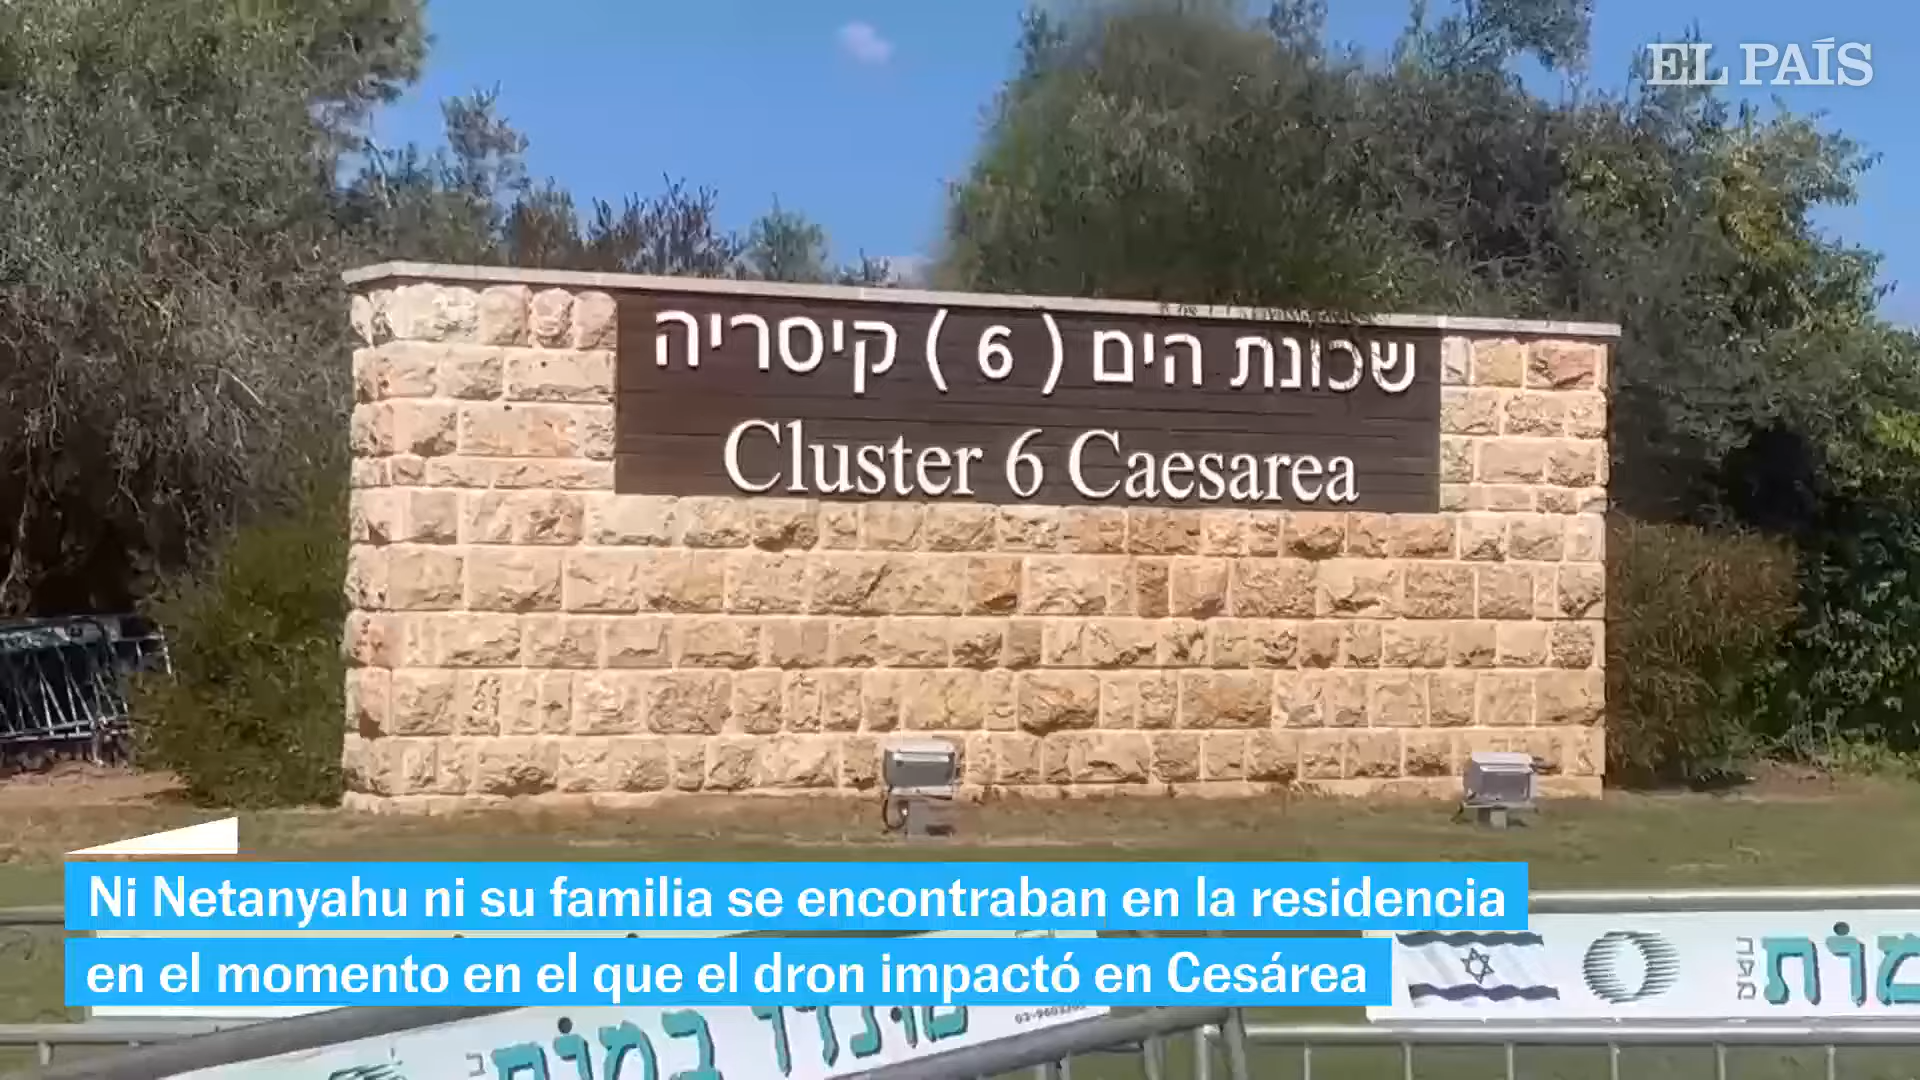 EL PAÍS
שכונת הים ( 6 ) קיסריה
Cluster 6 Caesarea
Ni Netanyahu ni su familia se encontraban en la residencia
en el momento en el que el dron impactó en Cesárea